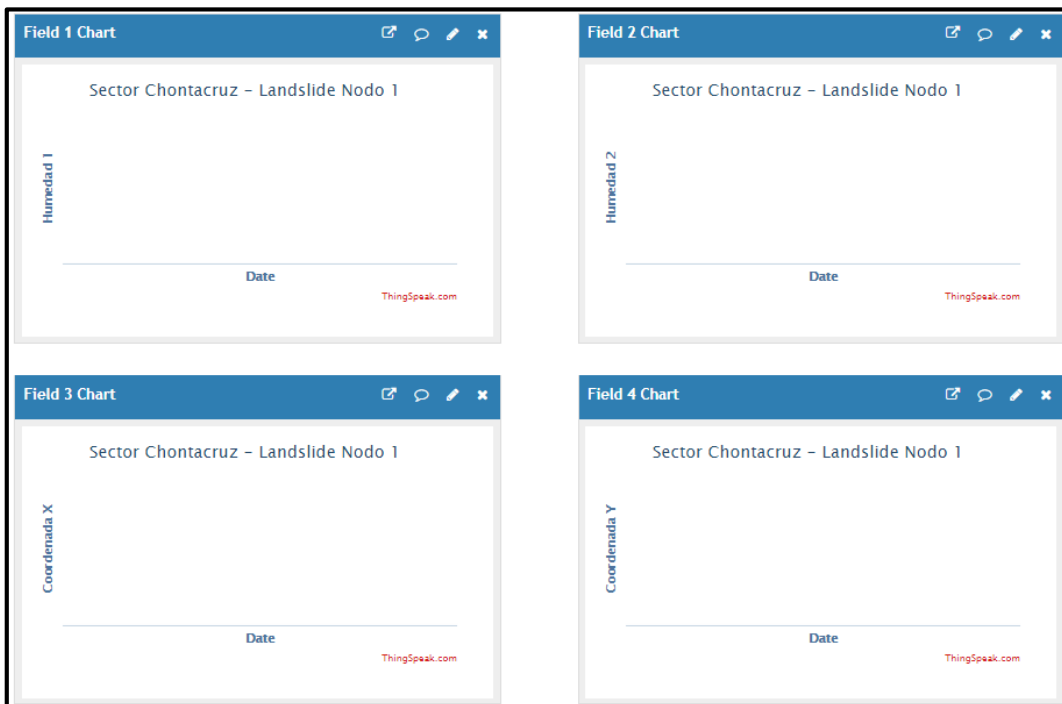 Field 1 Chart
Sector Chontacruz – Landslide Nodo 1
Humedad 1
Date
ThingSpeak.com
Field 2 Chart
Sector Chontacruz – Landslide Nodo 1
Humedad 2
Date
ThingSpeak.com
Field 3 Chart
Sector Chontacruz – Landslide Nodo 1
Coordenada X
Date
ThingSpeak.com
Field 4 Chart
Sector Chontacruz – Landslide Nodo 1
Coordenada Y
Date
ThingSpeak.com